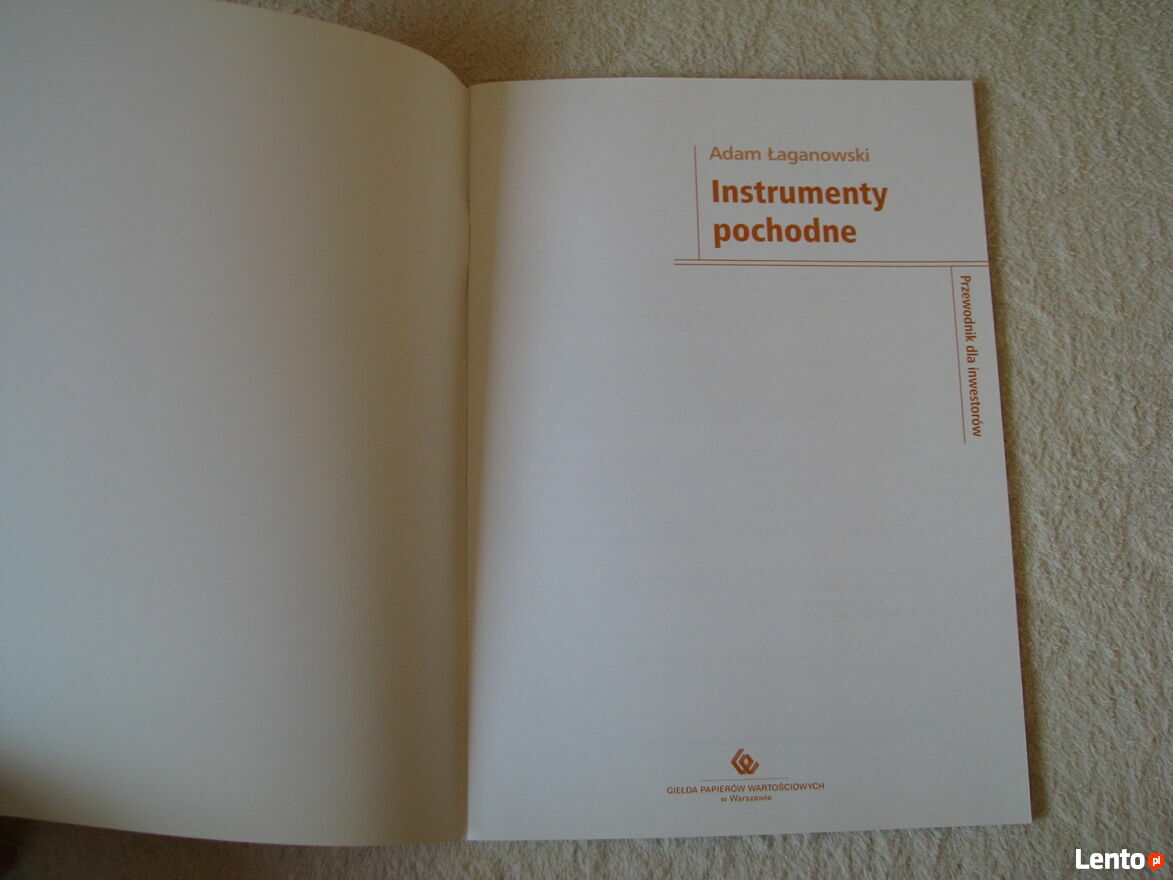 Adam Łaganowski
Instrumenty
pochodne
Przewodnik dla inwestorów
GIEŁDA PAPIERÓW WARTOŚCIOWYCH
w Warszawie
Lento.pl